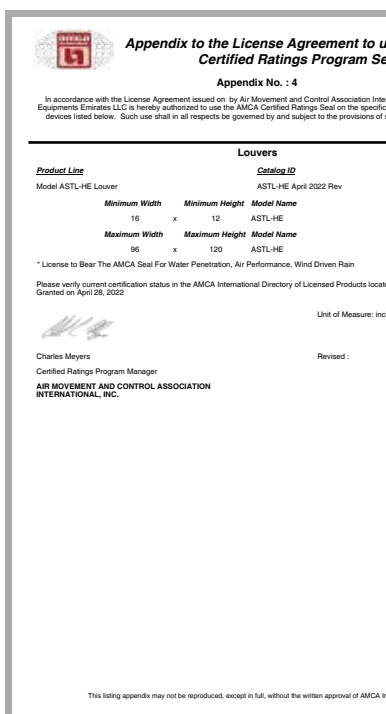 Appendix to the License Agreement to u
Certified Ratings Program Se
Appendix No. : 4
In accordance with the License Agreement issued on by Air Movement and Control Association Inte
Equipments Emirates LLC is hereby authorized to use the AMCA Certified Ratings Seal on the specific
devices listed below. Such use shall in all respects be governed by and subject to the provisions of s
Louvers
Product Line Catalog ID
Model ASTL-HE Louver ASTL-HE April 2022 Rev
Minimum Width Minimum Height Model Name
16 x 12 ASTL-HE
Maximum Width Maximum Height Model Name
96 x 120 ASTL-HE
* License to Bear The AMCA Seal For Water Penetration, Air Performance, Wind Driven Rain
Please verify current certification status in the AMCA International Directory of Licensed Products locate
Granted on April 28, 2022
Unit of Measure: inc
Charles Meyers Revised :
Certified Ratings Program Manager
AIR MOVEMENT AND CONTROL ASSOCIATION
INTERNATIONAL, INC.
This listing appendix may not be reproduced, except in full, without the written approval of AMCA In